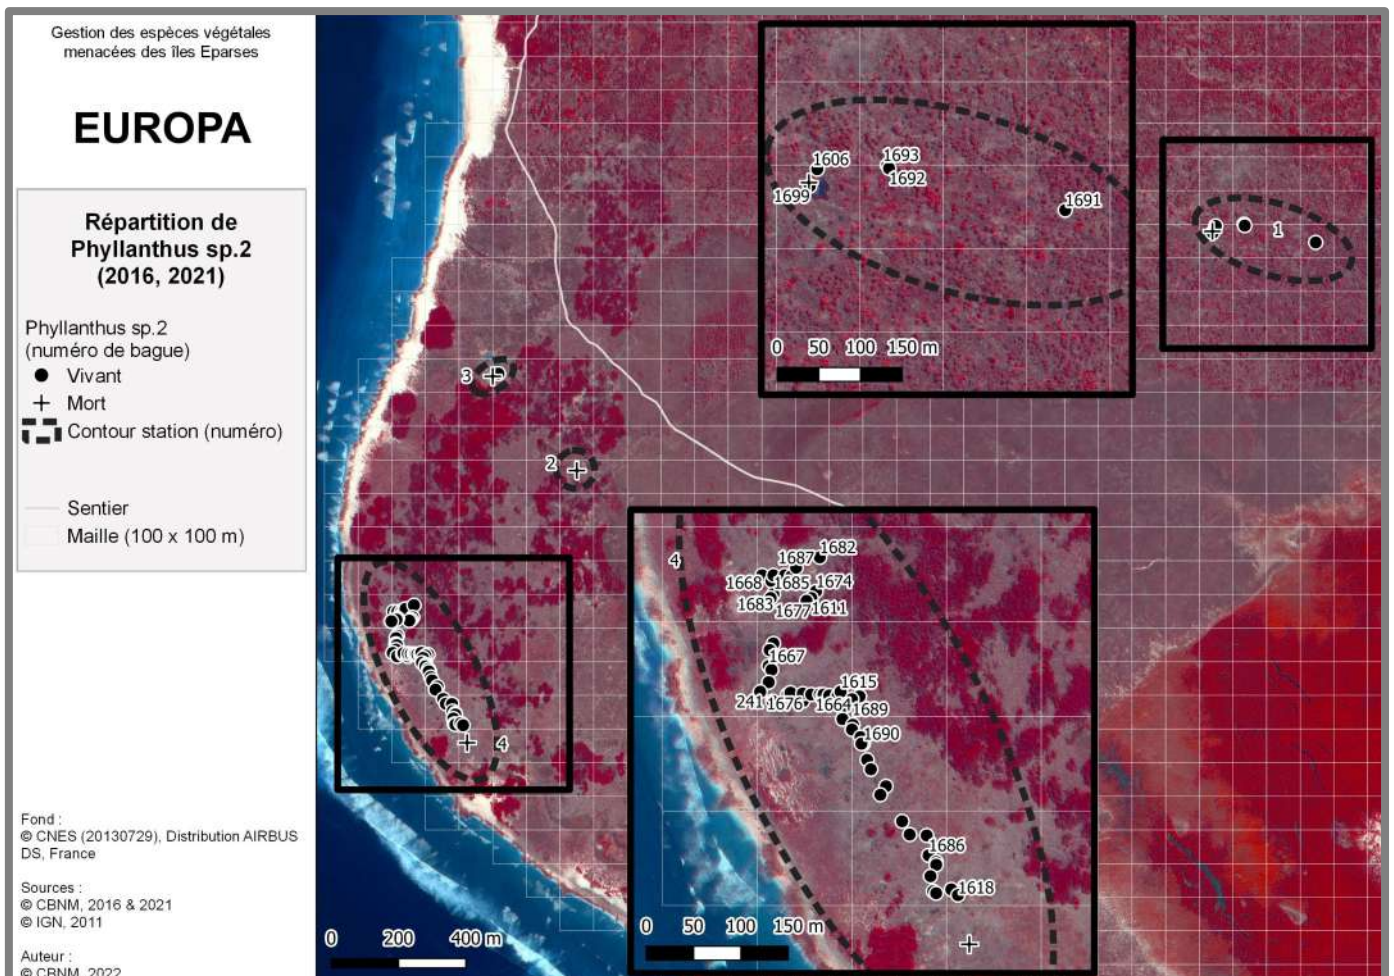 Gestion des espèces végétales
menacées des îles Eparses
EUROPA
Répartition de
Phyllanthus sp.2
(2016, 2021)
Phyllanthus sp.2
(numéro de bague)
Vivant
Mort
Contour station (numéro)
Sentier
Maille (100 x 100 m)
Fond :
© CNES (20130729), Distribution AIRBUS
DS, France
Sources :
© CBNM, 2016 & 2021
© IGN, 2011
Auteur :
© CBNM, 2022
3
2
4
0 200 400 m
1606
1693
1692
1699
1691
0 50 100 150 m
1
4
1682
1687
1668
1685
1674
1683
1677
1611
1667
1615
241
1676
1664
1689
1690
1686
1618
0 50 100 150 m